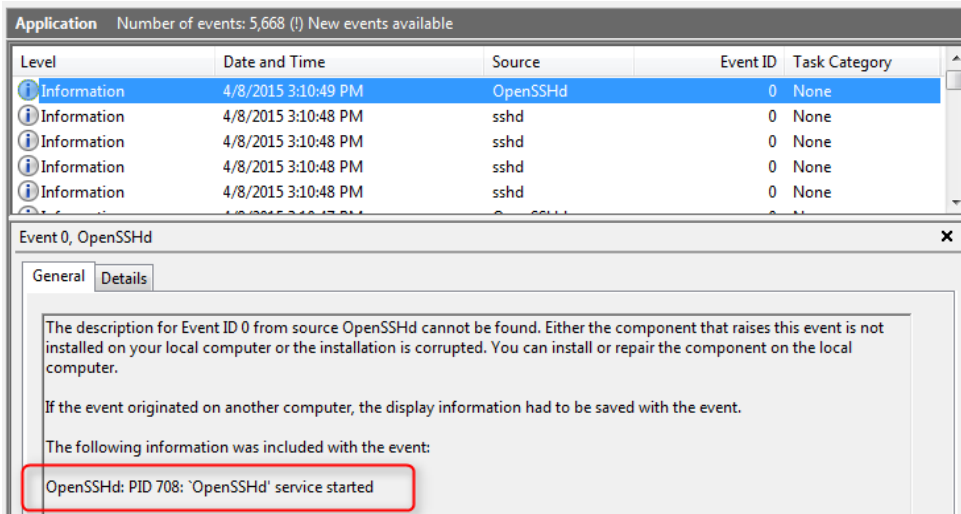 Application Number of events: 5,668 (!) New events available
Level Date and Time Source Event ID Task Category
Information 4/8/2015 3:10:49 PM OpenSSHd 0 None
Information 4/8/2015 3:10:48 PM sshd 0 None
Information 4/8/2015 3:10:48 PM sshd 0 None
Information 4/8/2015 3:10:48 PM sshd 0 None
Information 4/8/2015 3:10:48 PM sshd 0 None
Event 0, OpenSSHd
General Details
The description for Event ID 0 from source OpenSSHd cannot be found. Either the component that raises this event is not
installed on your local computer or the installation is corrupted. You can install or repair the component on the local
computer.
If the event originated on another computer, the display information had to be saved with the event.
The following information was included with the event:
OpenSSHd: PID 708: `OpenSSHd' service started